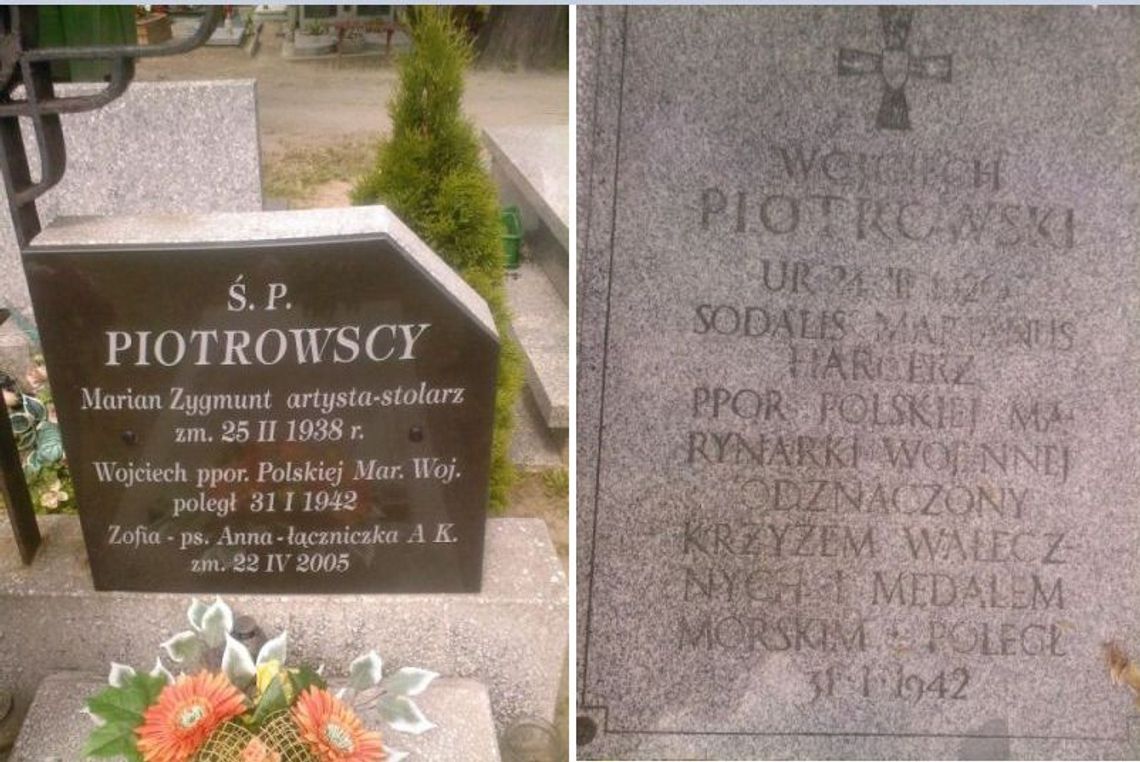 Ś. P.
PIOTROWSCY
Marian Zygmunt artysta-stolarz
zm. 25 II 1938 r.
Wojciech ppor. Polskiej Mar. Woj.
poległ 31 I 1942
Zofia - ps. Anna - łączniczka A K.
zm. 22 IV 2005
WOJCIECH
PIOTROWSKI
UR
SODALIS MARIANUS
HARCERZ
PPOR POLSKIEJ MA-
RYNARKI WOJENNEJ
ODZNACZONY
KRZYŻEM WALECZ-
NYCH I MEDALEM
MORSKIM POLEGŁ
31·I·1942